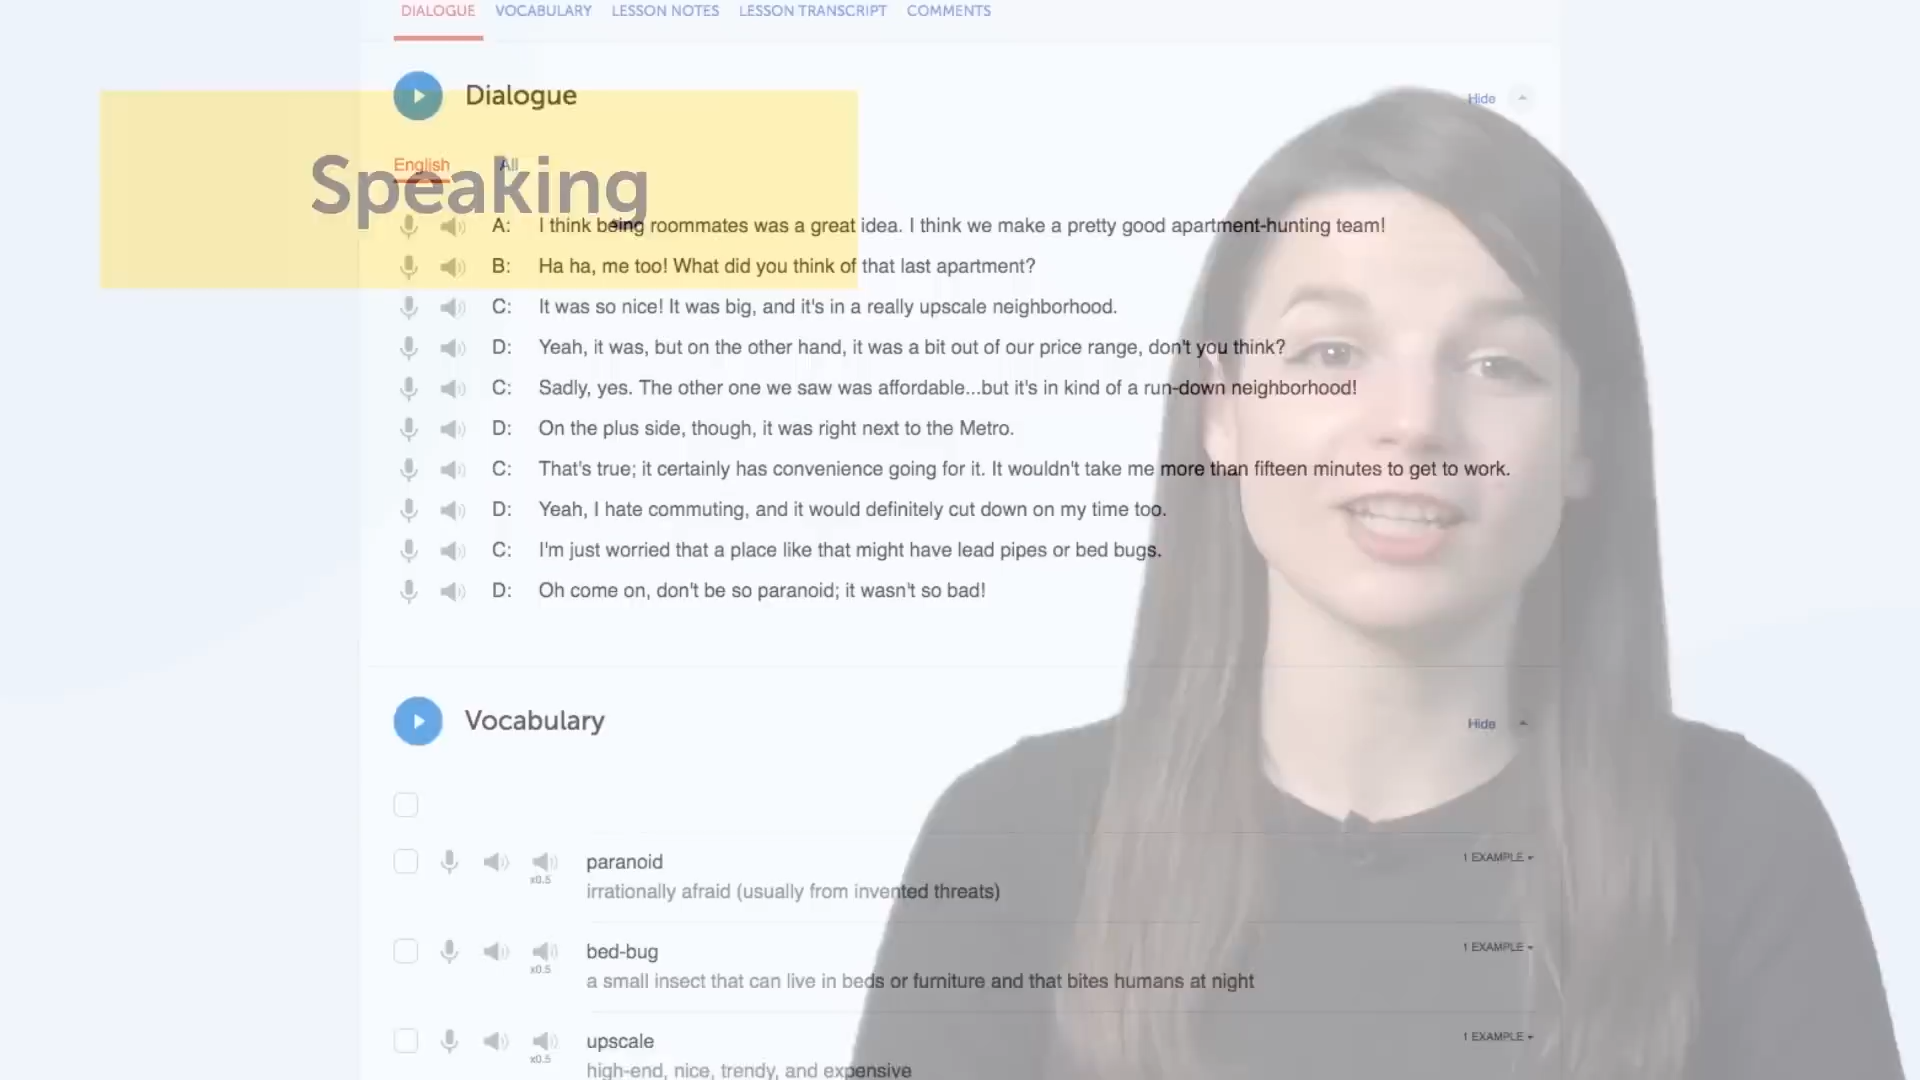 DIALOGUE VOCABULARY LESSON NOTES LESSON TRANSCRIPT COMMENTS
Dialogue Hide
English All
Speaking
A: I think being roommates was a great idea. I think we make a pretty good apartment-hunting team!
B: Ha ha, me too! What did you think of that last apartment?
C: It was so nice! It was big, and it's in a really upscale neighborhood.
D: Yeah, it was, but on the other hand, it was a bit out of our price range, don't you think?
C: Sadly, yes. The other one we saw was affordable...but it's in kind of a run-down neighborhood!
D: On the plus side, though, it was right next to the Metro.
C: That's true; it certainly has convenience going for it. It wouldn't take me more than fifteen minutes to get to work.
D: Yeah, I hate commuting, and it would definitely cut down on my time too.
C: I'm just worried that a place like that might have lead pipes or bed bugs.
D: Oh come on, don't be so paranoid; it wasn't so bad!
Vocabulary Hide
paranoid 1 EXAMPLE
x0.5
irrationally afraid (usually from invented threats)
bed-bug 1 EXAMPLE
x0.5
a small insect that can live in beds or furniture and that bites humans at night
upscale 1 EXAMPLE
x0.5
high-end, nice, trendy, and expensive